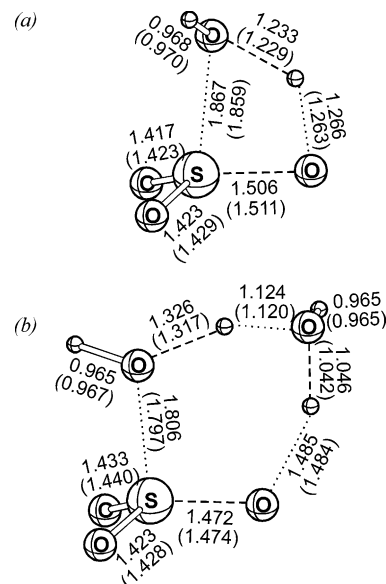 (a)
0.968
(0.970)
O
1.233
(1.229)
1.867
(1.859)
1.266
(1.263)
1.417
(1.423)
O
S
O
1.506
(1.511)
O
1.423
(1.429)
(b)
1.326
(1.317)
1.124
(1.120)
0.965
(0.965)
O
O
0.965
(0.967)
1.046
(1.042)
1.806
(1.797)
1.485
(1.484)
1.433
(1.440)
O
S
O
1.472
(1.474)
O
1.423
(1.428)